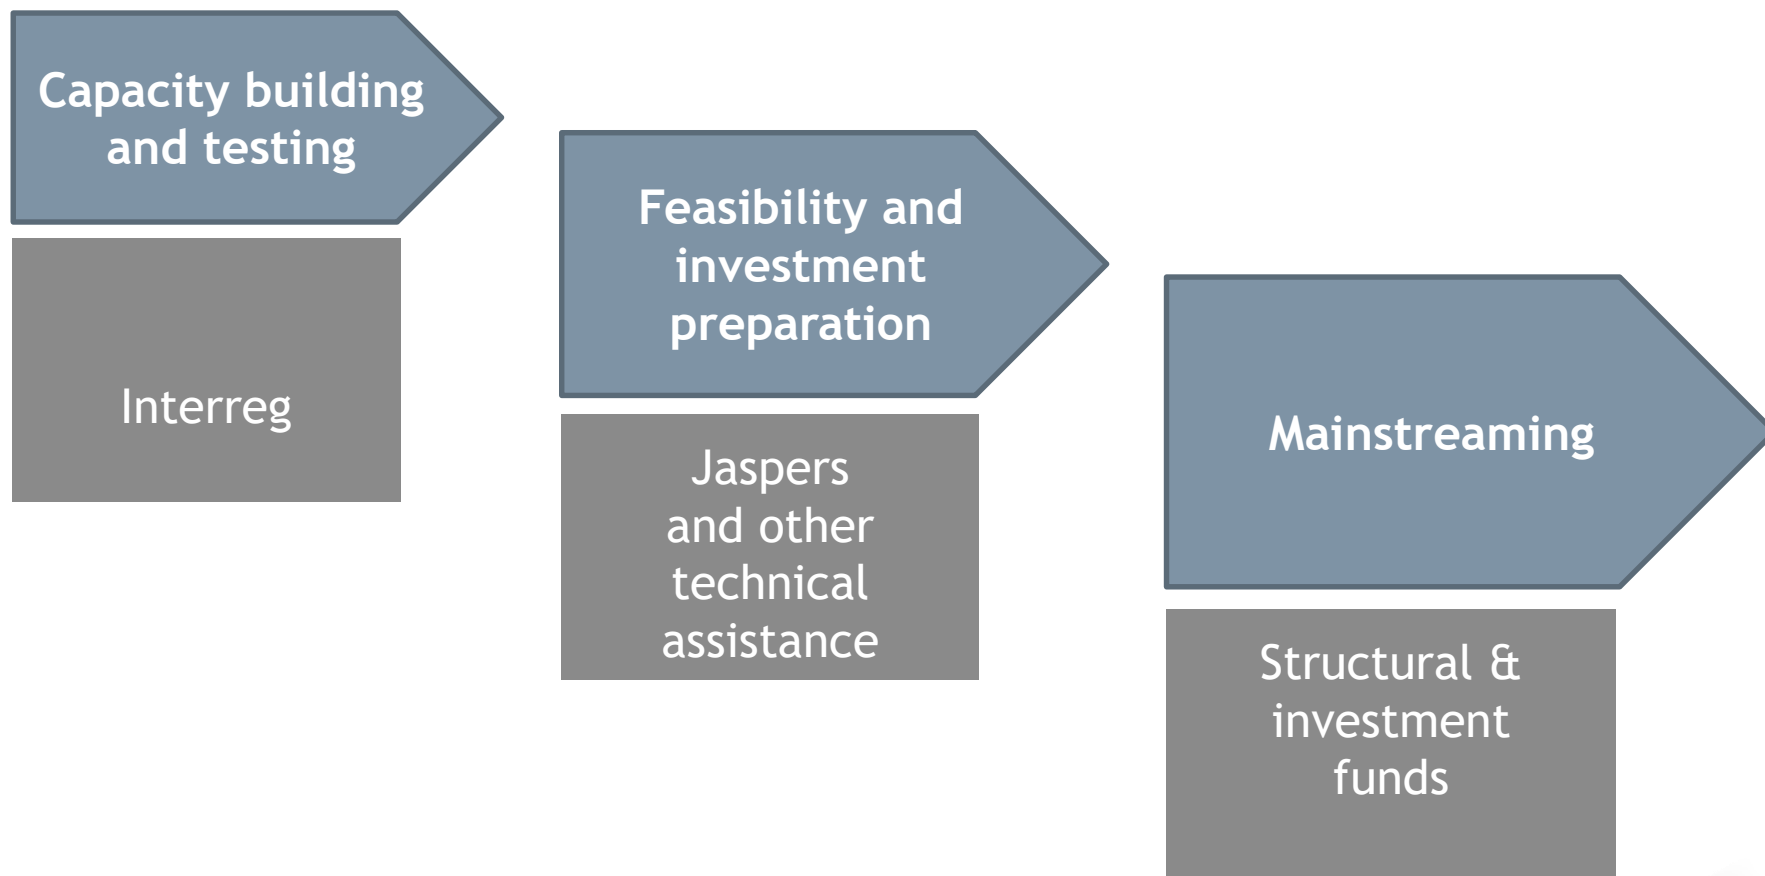 Capacity building
and testing
Interreg
Feasibility and
investment
preparation
Jaspers
and other
technical
assistance
Mainstreaming
Structural &
investment
funds